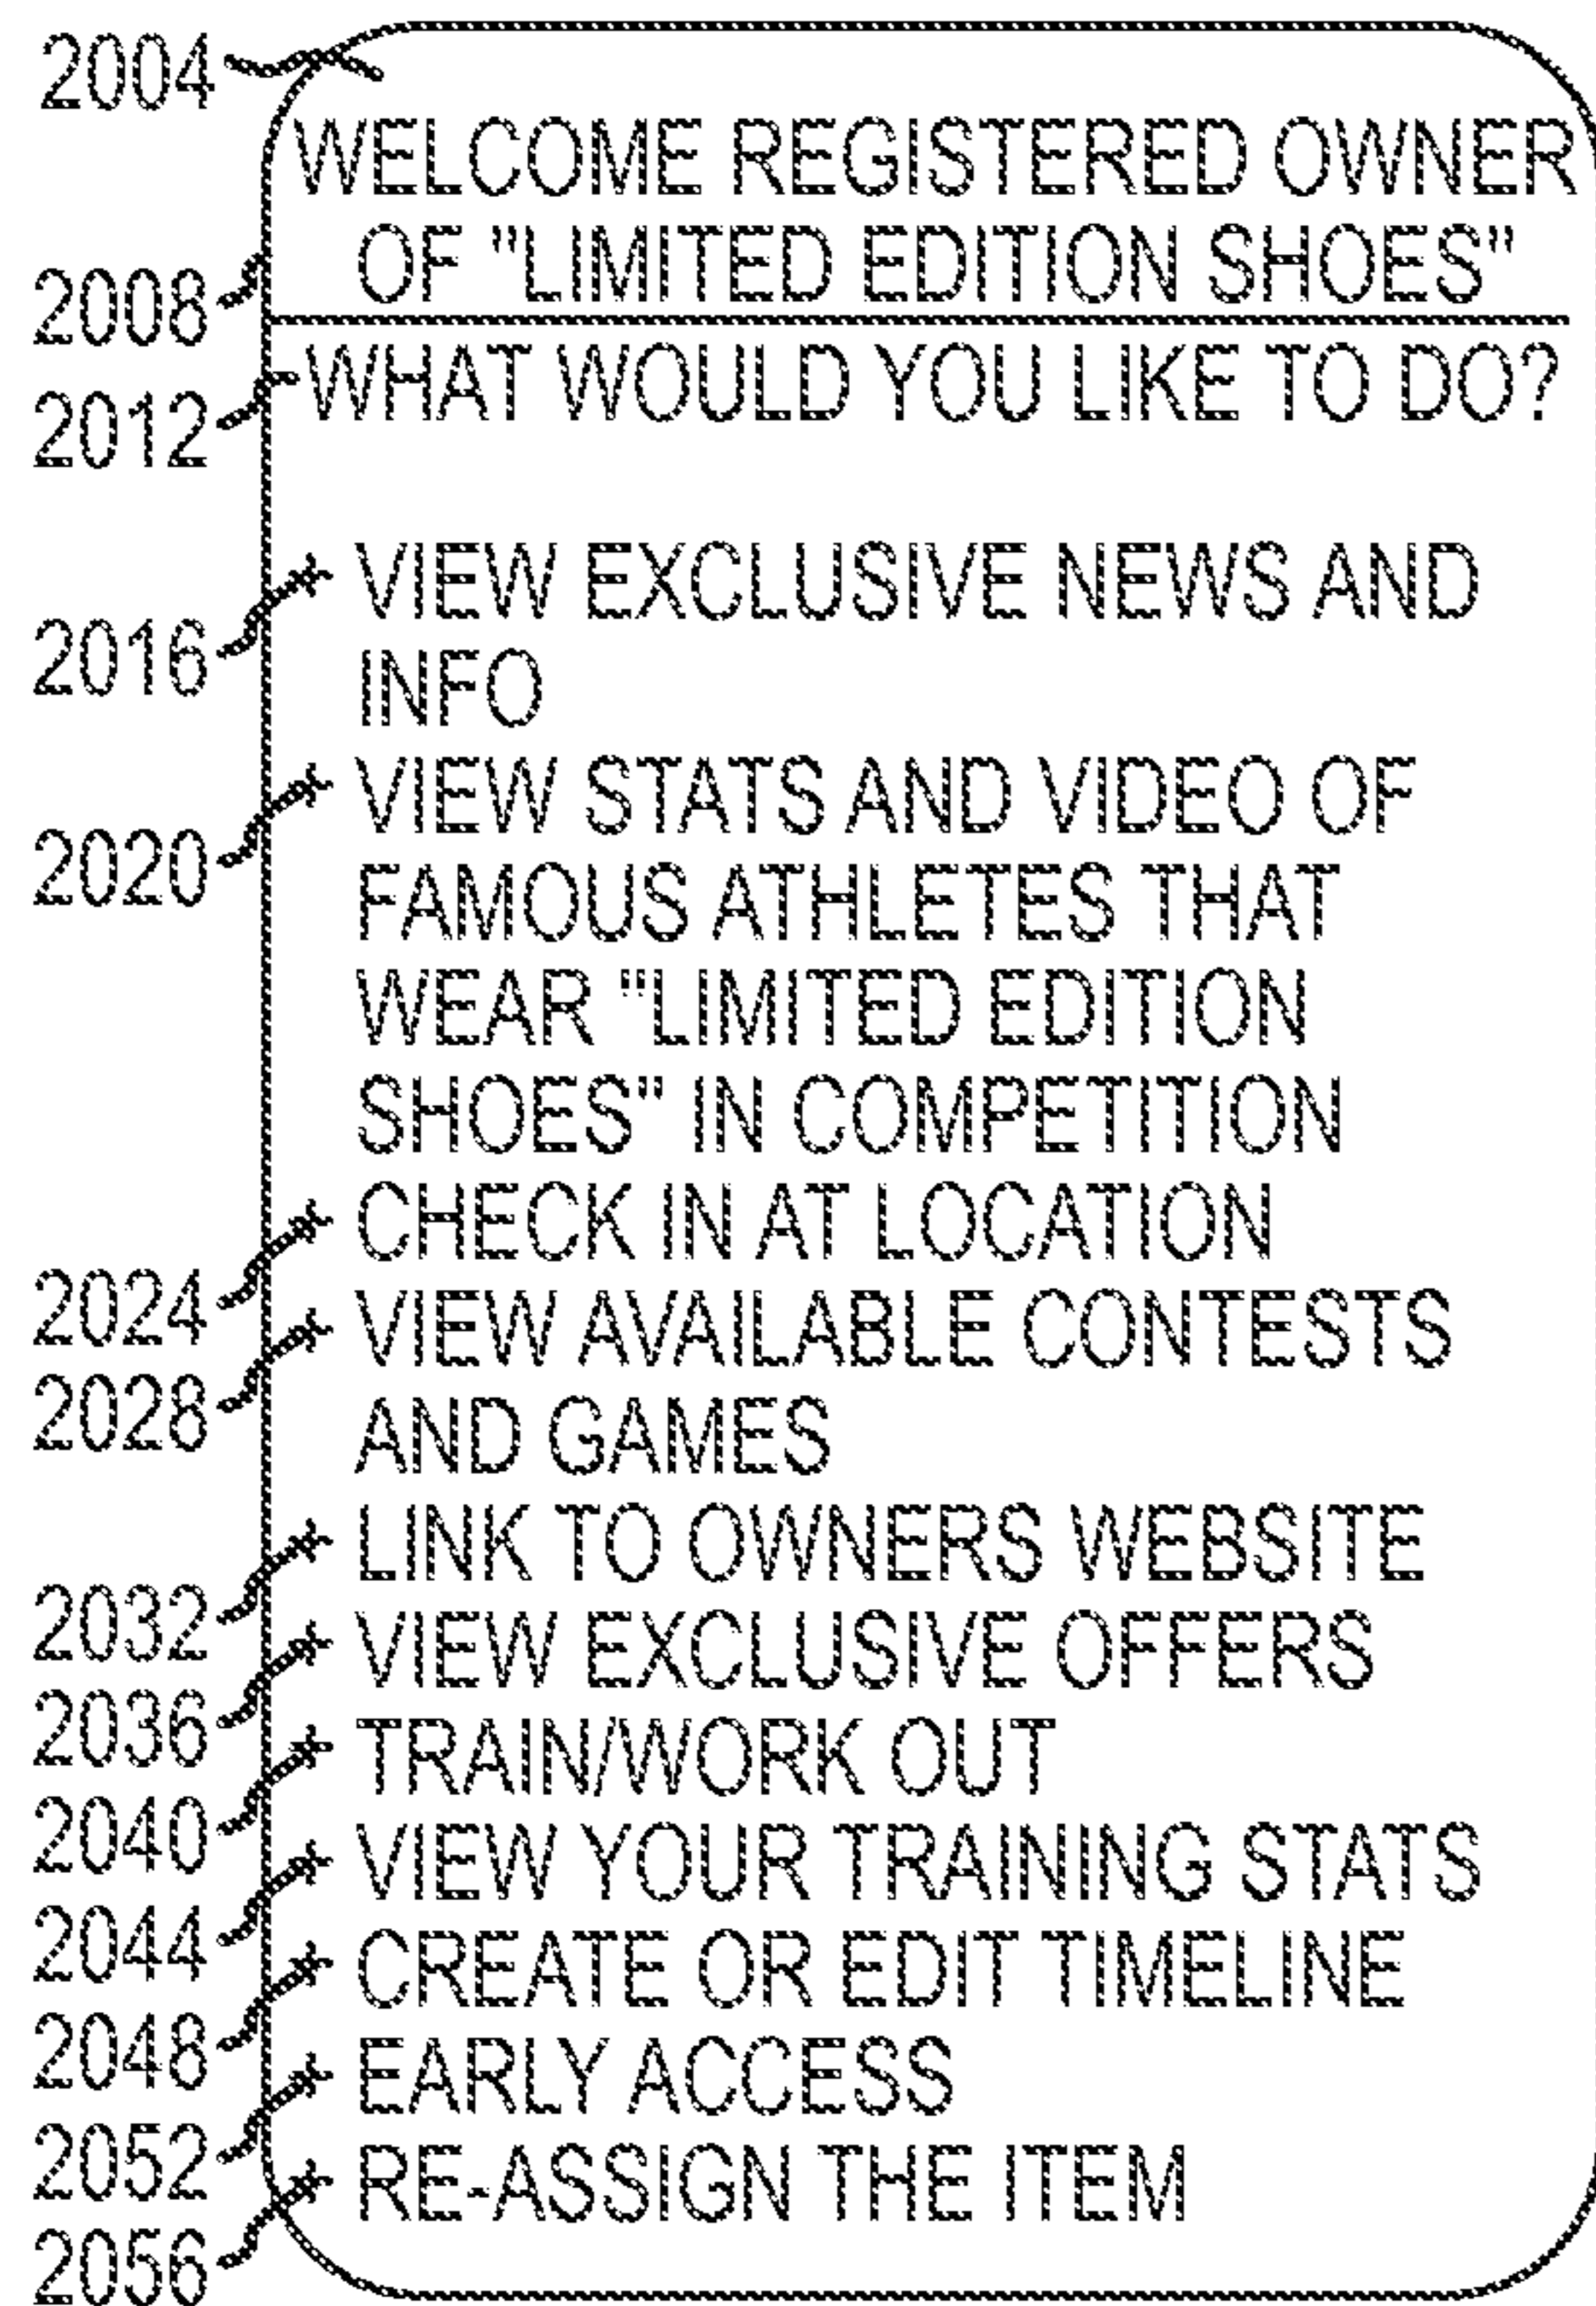 2004
WELCOME REGISTERED OWNER
OF "LIMITED EDITION SHOES"
2008
WHAT WOULD YOU LIKE TO DO?
2012
* VIEW EXCLUSIVE NEWS AND
2016
INFO
* VIEW STATS AND VIDEO OF
2020
FAMOUS ATHLETES THAT
WEAR "LIMITED EDITION
SHOES" IN COMPETITION
* CHECK IN AT LOCATION
2024
* VIEW AVAILABLE CONTESTS
2028
AND GAMES
* LINK TO OWNERS WEBSITE
2032
* VIEW EXCLUSIVE OFFERS
2036
* TRAIN/WORK OUT
2040
* VIEW YOUR TRAINING STATS
2044
* CREATE OR EDIT TIMELINE
2048
* EARLY ACCESS
2052
* RE-ASSIGN THE ITEM
2056